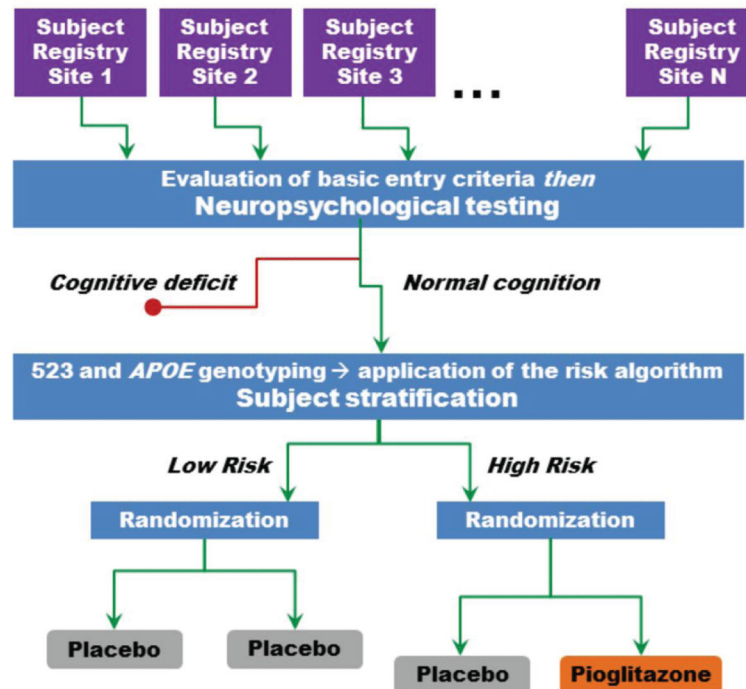 Subject
Registry
Site 1
Subject
Registry
Site 2
Subject
Registry
Site 3
...
Subject
Registry
Site N
Evaluation of basic entry criteria then
Neuropsychological testing
Cognitive deficit
Normal cognition
523 and APOE genotyping → application of the risk algorithm
Subject stratification
Low Risk
High Risk
Randomization
Randomization
Placebo
Placebo
Placebo
Pioglitazone